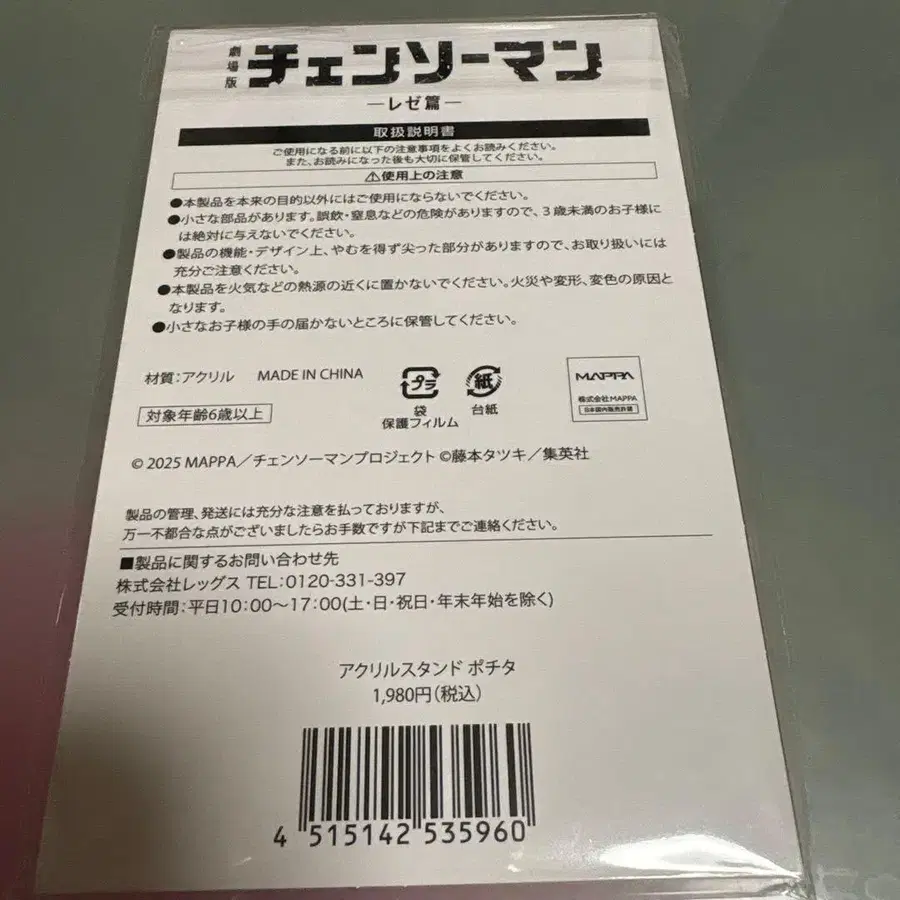 劇場版
チェンソーマン
―レゼ篇―
取扱説明書
ご使用になる前に以下の注意事項をよくお読みください。
また、お読みになった後も大切に保管してください。
⚠使用上の注意
●本製品を本来の目的以外にはご使用にならないでください。
●小さな部品があります。誤飲・窒息などの危険がありますので、3歳未満のお子様に
は絶対に与えないでください。
●製品の機能・デザイン上、やむを得ず尖った部分がありますので、お取り扱いには
充分ご注意ください。
●本製品を火気などの熱源の近くに置かないでください。火災や変形、変色の原因と
なります。
●小さなお子様の手の届かないところに保管してください。
材質：アクリル MADE IN CHINA
対象年齢6歳以上
プラ
袋
保護フィルム
紙
台紙
MAPPA
株式会社MAPPA
日本国内販売許諾
© 2025 MAPPA／チェンソーマンプロジェクト ©藤本タツキ／集英社
製品の管理、発送には充分な注意を払っておりますが、
万一不都合な点がございましたらお手数ですが下記までご連絡ください。
■製品に関するお問い合わせ先
株式会社レッグス TEL：0120-331-397
受付時間：平日10：00〜17：00(土・日・祝日・年末年始を除く)
アクリルスタンド ポチタ
1,980円（税込）
4 515142 535960